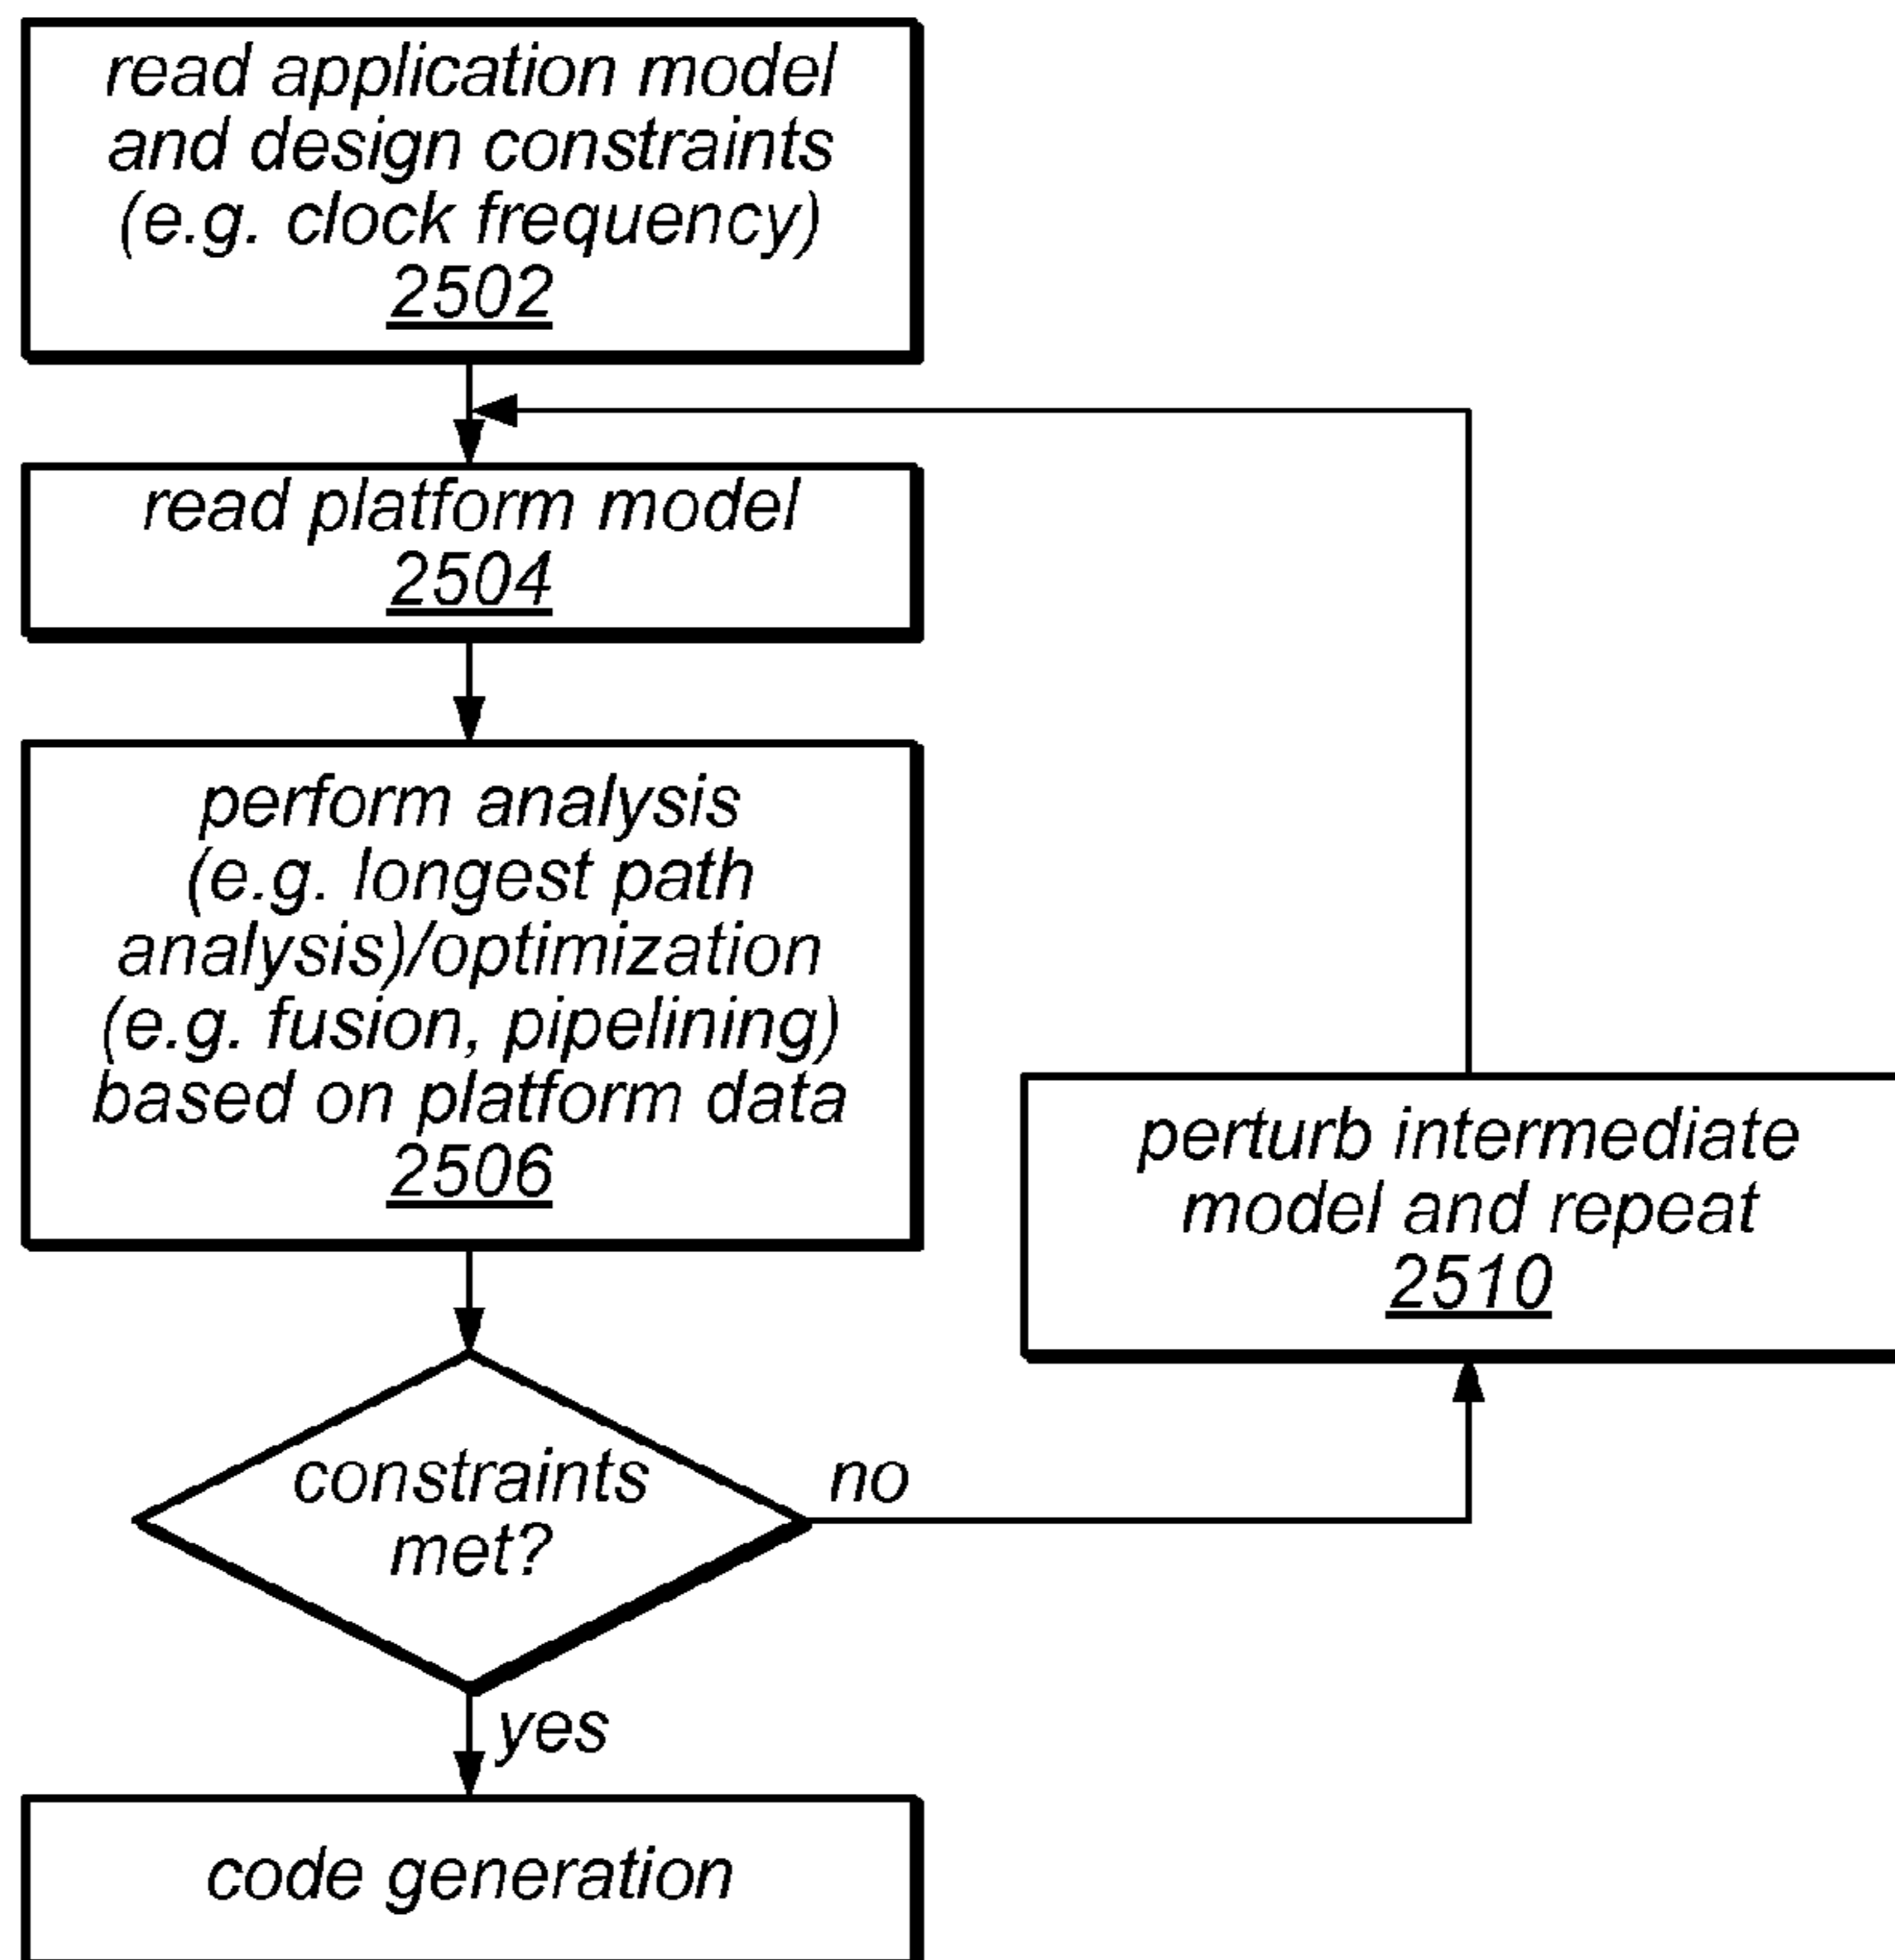 read application model
and design constraints
(e.g. clock frequency)
2502
read platform model
2504
perform analysis
(e.g. longest path
analysis)/optimization
(e.g. fusion, pipelining)
based on platform data
2506
perturb intermediate
model and repeat
2510
constraints
met?
no
yes
code generation